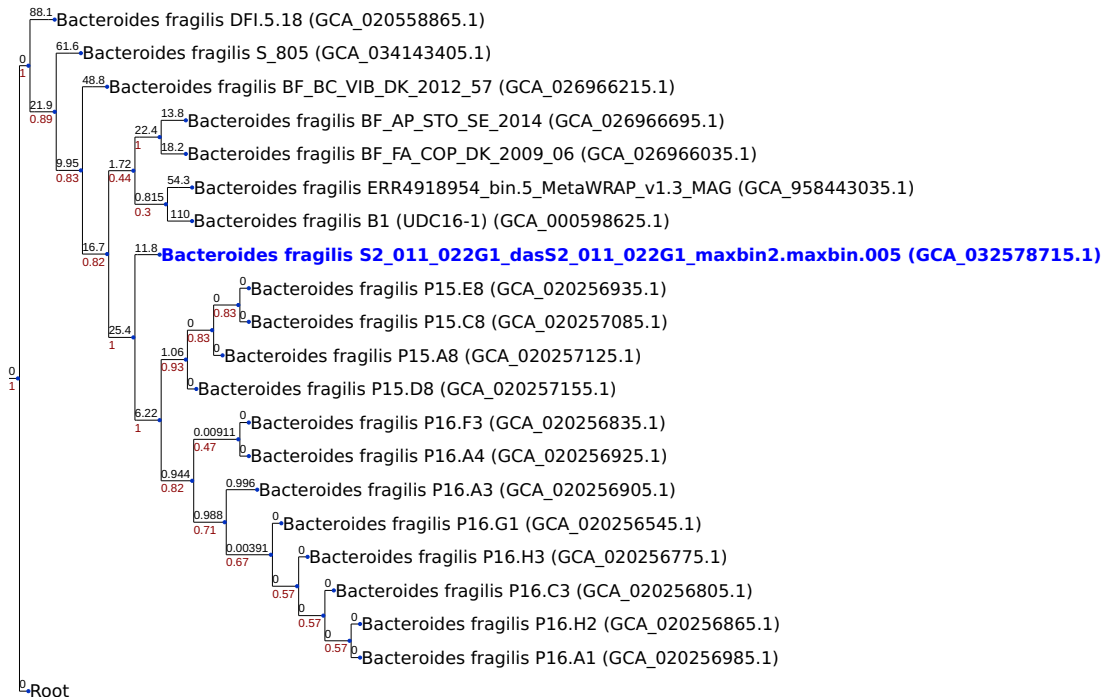 88.1 Bacteroides fragilis DFI.5.18 (GCA_020558865.1)
0
1
61.6 Bacteroides fragilis S_805 (GCA_034143405.1)
21.9
0.89
48.8 Bacteroides fragilis BF_BC_VIB_DK_2012_57 (GCA_026966215.1)
13.8 Bacteroides fragilis BF_AP_STO_SE_2014 (GCA_026966695.1)
22.4
1
18.2 Bacteroides fragilis BF_FA_COP_DK_2009_06 (GCA_026966035.1)
9.95 1.72
0.83 0.44
54.3 Bacteroides fragilis ERR4918954_bin.5_MetaWRAP_v1.3_MAG (GCA_958443035.1)
0.815
0.3
110 Bacteroides fragilis B1 (UDC16-1) (GCA_000598625.1)
16.7
0.82
11.8 Bacteroides fragilis S2_011_022G1_dasS2_011_022G1_maxbin2.maxbin.005 (GCA_032578715.1)
0 Bacteroides fragilis P15.E8 (GCA_020256935.1)
0
0.83
0 Bacteroides fragilis P15.C8 (GCA_020257085.1)
25.4 0
1 0.83
0 Bacteroides fragilis P15.A8 (GCA_020257125.1)
1.06
0.93
0 Bacteroides fragilis P15.D8 (GCA_020257155.1)
0
1
6.22
1
0 Bacteroides fragilis P16.F3 (GCA_020256835.1)
0.00911
0.47
0 Bacteroides fragilis P16.A4 (GCA_020256925.1)
0.944
0.82
0.996 Bacteroides fragilis P16.A3 (GCA_020256905.1)
0.988
0.71
0 Bacteroides fragilis P16.G1 (GCA_020256545.1)
0.00391
0.67
0 Bacteroides fragilis P16.H3 (GCA_020256775.1)
0
0.57
0 Bacteroides fragilis P16.C3 (GCA_020256805.1)
0
0.57
0 Bacteroides fragilis P16.H2 (GCA_020256865.1)
0
0.57
0 Bacteroides fragilis P16.A1 (GCA_020256985.1)
0 Root